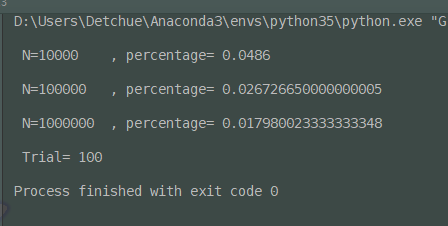 3
D:\Users\Detchue\Anaconda3\envs\python35\python.exe "G
N=10000    , percentage= 0.0486
N=100000   , percentage= 0.026726650000000005
N=1000000  , percentage= 0.017980023333333348
Trial= 100
Process finished with exit code 0